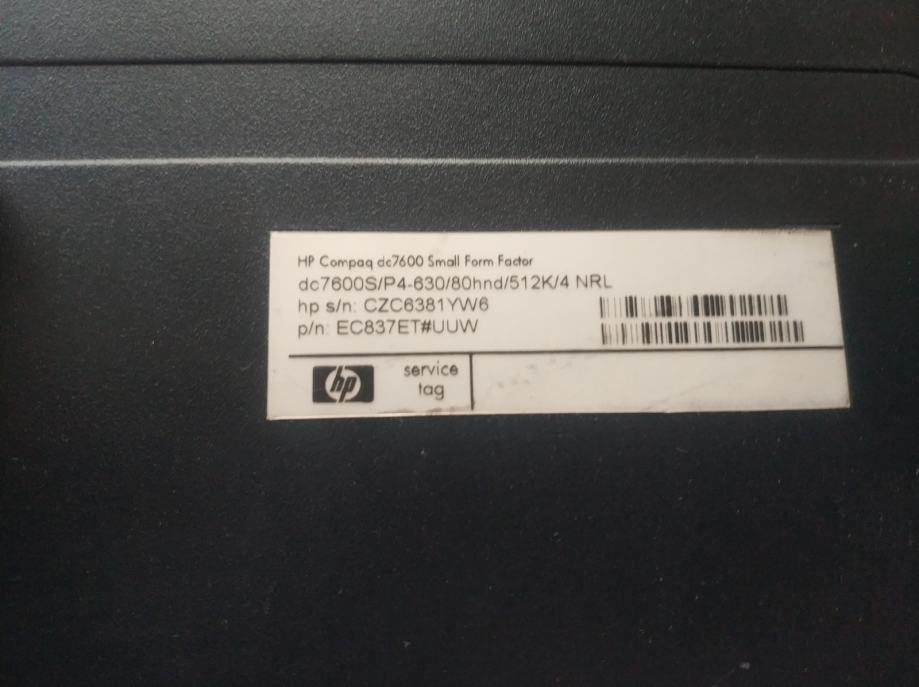 HP Compaq dc7600 Small Form Factor
dc7600S/P4-630/80hnd/512K/4 NRL
hp s/n: CZC6381YW6
p/n: EC837ET#UUW
hp service
tag